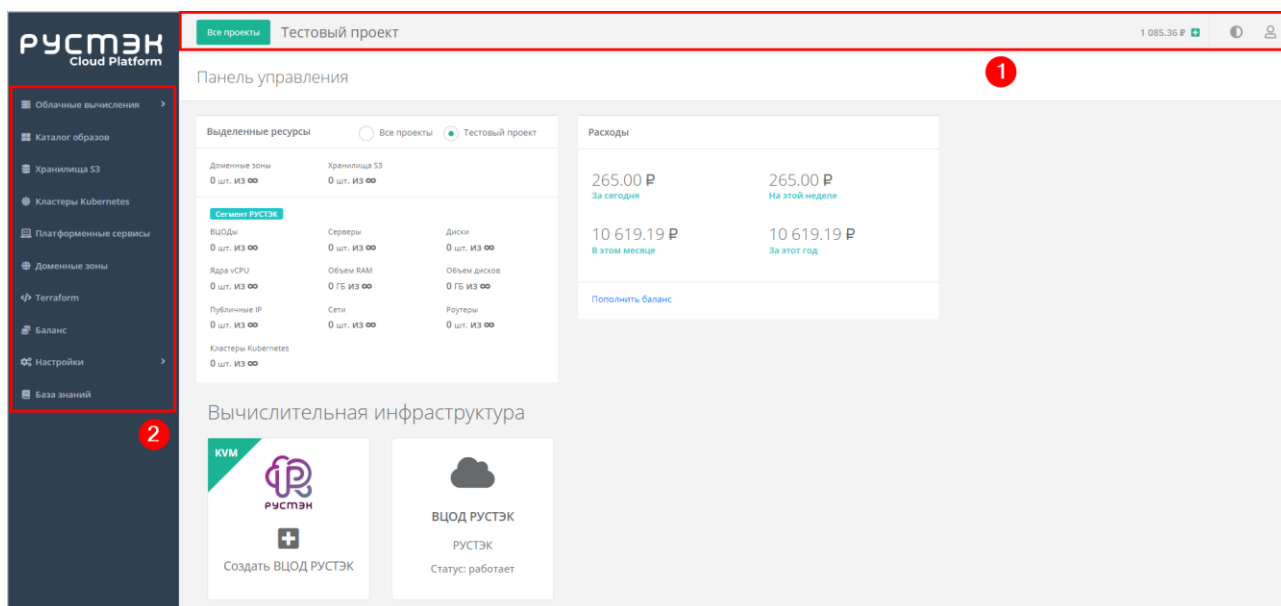 РУСТЭК
Cloud Platform
Все проекты Тестовый проект 1 085.36 ₽
1
Панель управления
Облачные вычисления
Каталог образов
Хранилища S3
Кластеры Kubernetes
Платформенные сервисы
Доменные зоны
Terraform
Баланс
Настройки
База знаний
2
Выделенные ресурсы Все проекты Тестовый проект
Доменные зоны Хранилища S3
0 шт. ИЗ ∞ 0 шт. ИЗ ∞
Сегмент РУСТЭК
ВЦОДы Серверы Диски
0 шт. ИЗ ∞ 0 шт. ИЗ ∞ 0 шт. ИЗ ∞
Ядра vCPU Объем RAM Объем дисков
0 шт. ИЗ ∞ 0 ГБ ИЗ ∞ 0 ГБ ИЗ ∞
Публичные IP Сети Роутеры
0 шт. ИЗ ∞ 0 шт. ИЗ ∞ 0 шт. ИЗ ∞
Кластеры Kubernetes
0 шт. ИЗ ∞
Расходы
265.00 ₽ 265.00 ₽
За сегодня На этой неделе
10 619.19 ₽ 10 619.19 ₽
В этом месяце За этот год
Пополнить баланс
Вычислительная инфраструктура
KVM
РУСТЭК
Создать ВЦОД РУСТЭК
ВЦОД РУСТЭК
РУСТЭК
Статус: работает